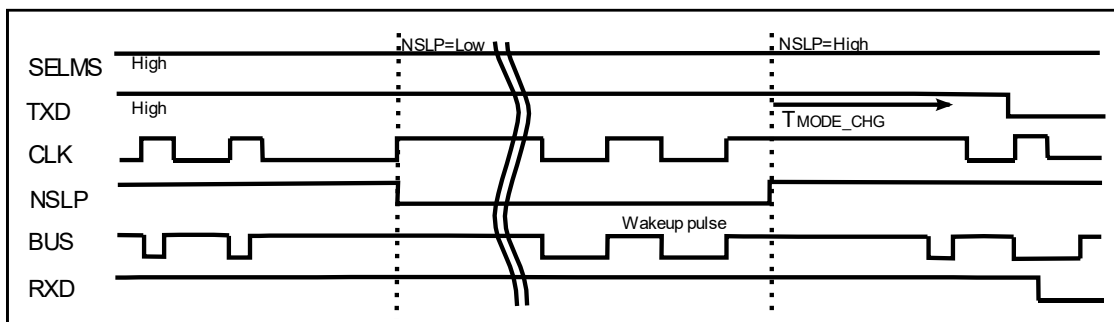 NSLP=Low
NSLP=High
SELMS
High
TXD
High
TMODE_CHG
CLK
NSLP
Wakeup pulse
BUS
RXD